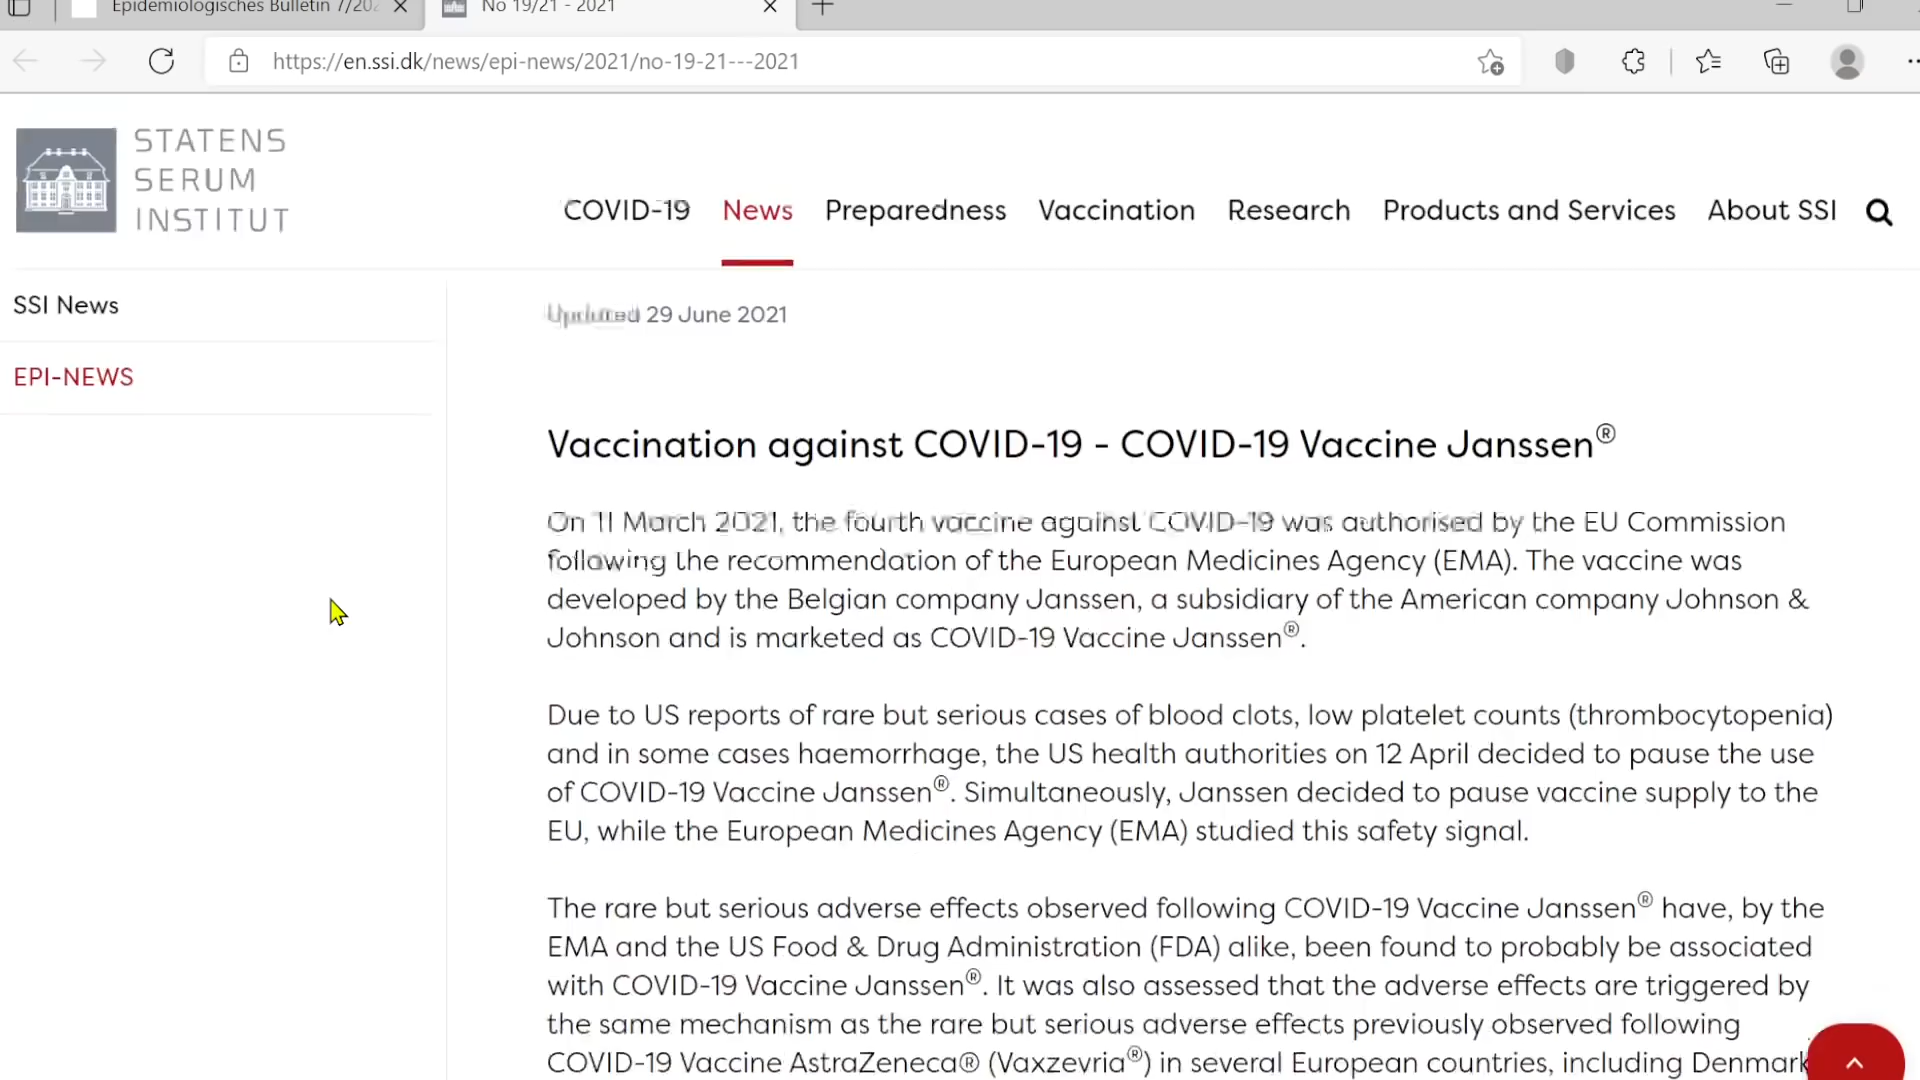 Epidemiologisches Bulletin 7/202
No 19/21 - 2021
https://en.ssi.dk/news/epi-news/2021/no-19-21---2021
STATENS
SERUM
INSTITUT
COVID-19 News Preparedness Vaccination Research Products and Services About SSI
SSI News
EPI-NEWS
Updated 29 June 2021
Vaccination against COVID-19 - COVID-19 Vaccine Janssen®
On 11 March 2021, the fourth vaccine against COVID-19 was authorised by the EU Commission
following the recommendation of the European Medicines Agency (EMA). The vaccine was
developed by the Belgian company Janssen, a subsidiary of the American company Johnson &
Johnson and is marketed as COVID-19 Vaccine Janssen®.
Due to US reports of rare but serious cases of blood clots, low platelet counts (thrombocytopenia)
and in some cases haemorrhage, the US health authorities on 12 April decided to pause the use
of COVID-19 Vaccine Janssen®. Simultaneously, Janssen decided to pause vaccine supply to the
EU, while the European Medicines Agency (EMA) studied this safety signal.
The rare but serious adverse effects observed following COVID-19 Vaccine Janssen® have, by the
EMA and the US Food & Drug Administration (FDA) alike, been found to probably be associated
with COVID-19 Vaccine Janssen®. It was also assessed that the adverse effects are triggered by
the same mechanism as the rare but serious adverse effects previously observed following
COVID-19 Vaccine AstraZeneca® (Vaxzevria®) in several European countries, including Denmark